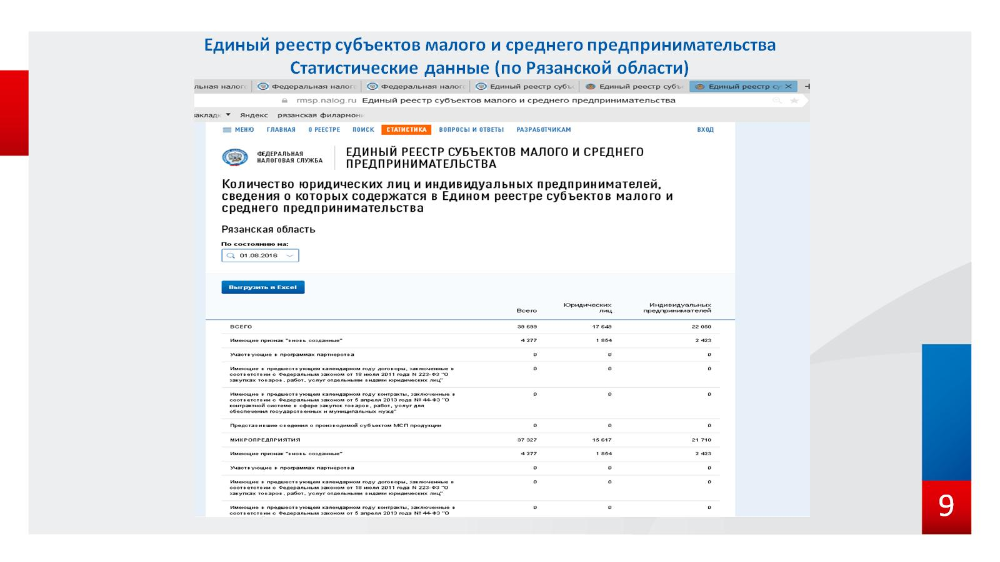 Единый реестр субъектов малого и среднего предпринимательства
Статистические данные (по Рязанской области)
льная налог Федеральная налог Федеральная налог Единый реестр субъ Единый реестр субъ Единый реестр су ✕ +
rmsp.nalog.ru Единый реестр субъектов малого и среднего предпринимательства
заклад Яндекс рязанская филармон
МЕНЮ ГЛАВНАЯ О РЕЕСТРЕ ПОИСК СТАТИСТИКА ВОПРОСЫ И ОТВЕТЫ РАЗРАБОТЧИКАМ ВХОД
ФЕДЕРАЛЬНАЯ
НАЛОГОВАЯ СЛУЖБА
ЕДИНЫЙ РЕЕСТР СУБЪЕКТОВ МАЛОГО И СРЕДНЕГО
ПРЕДПРИНИМАТЕЛЬСТВА
Количество юридических лиц и индивидуальных предпринимателей,
сведения о которых содержатся в Едином реестре субъектов малого и
среднего предпринимательства
Рязанская область
По состоянию на:
01.08.2016
Выгрузить в Excel
Всего Юридических лиц Индивидуальных предпринимателей
ВСЕГО 39 699 17 649 22 050
Имеющие признак "вновь созданные" 4 277 1 854 2 423
Участвующие в программах партнерства 0 0 0
Имеющие в предшествующем календарном году договоры, заключенные в 0 0 0
соответствии с Федеральным законом от 18 июля 2011 года N 223-ФЗ "О
закупках товаров, работ, услуг отдельными видами юридических лиц"
Имеющие в предшествующем календарном году контракты, заключенные в 0 0 0
соответствии с Федеральным законом от 5 апреля 2013 года № 44-ФЗ "О
контрактной системе в сфере закупок товаров, работ, услуг для
обеспечения государственных и муниципальных нужд"
Представившие сведения о производимой субъектом МСП продукции 0 0 0
МИКРОПРЕДПРИЯТИЯ 37 327 15 617 21 710
Имеющие признак "вновь созданные" 4 277 1 854 2 423
Участвующие в программах партнерства 0 0 0
Имеющие в предшествующем календарном году договоры, заключенные в 0 0 0
соответствии с Федеральным законом от 18 июля 2011 года N 223-ФЗ "О
закупках товаров, работ, услуг отдельными видами юридических лиц"
Имеющие в предшествующем календарном году контракты, заключенные в 0 0 0
соответствии с Федеральным законом от 5 апреля 2013 года № 44-ФЗ "О
9